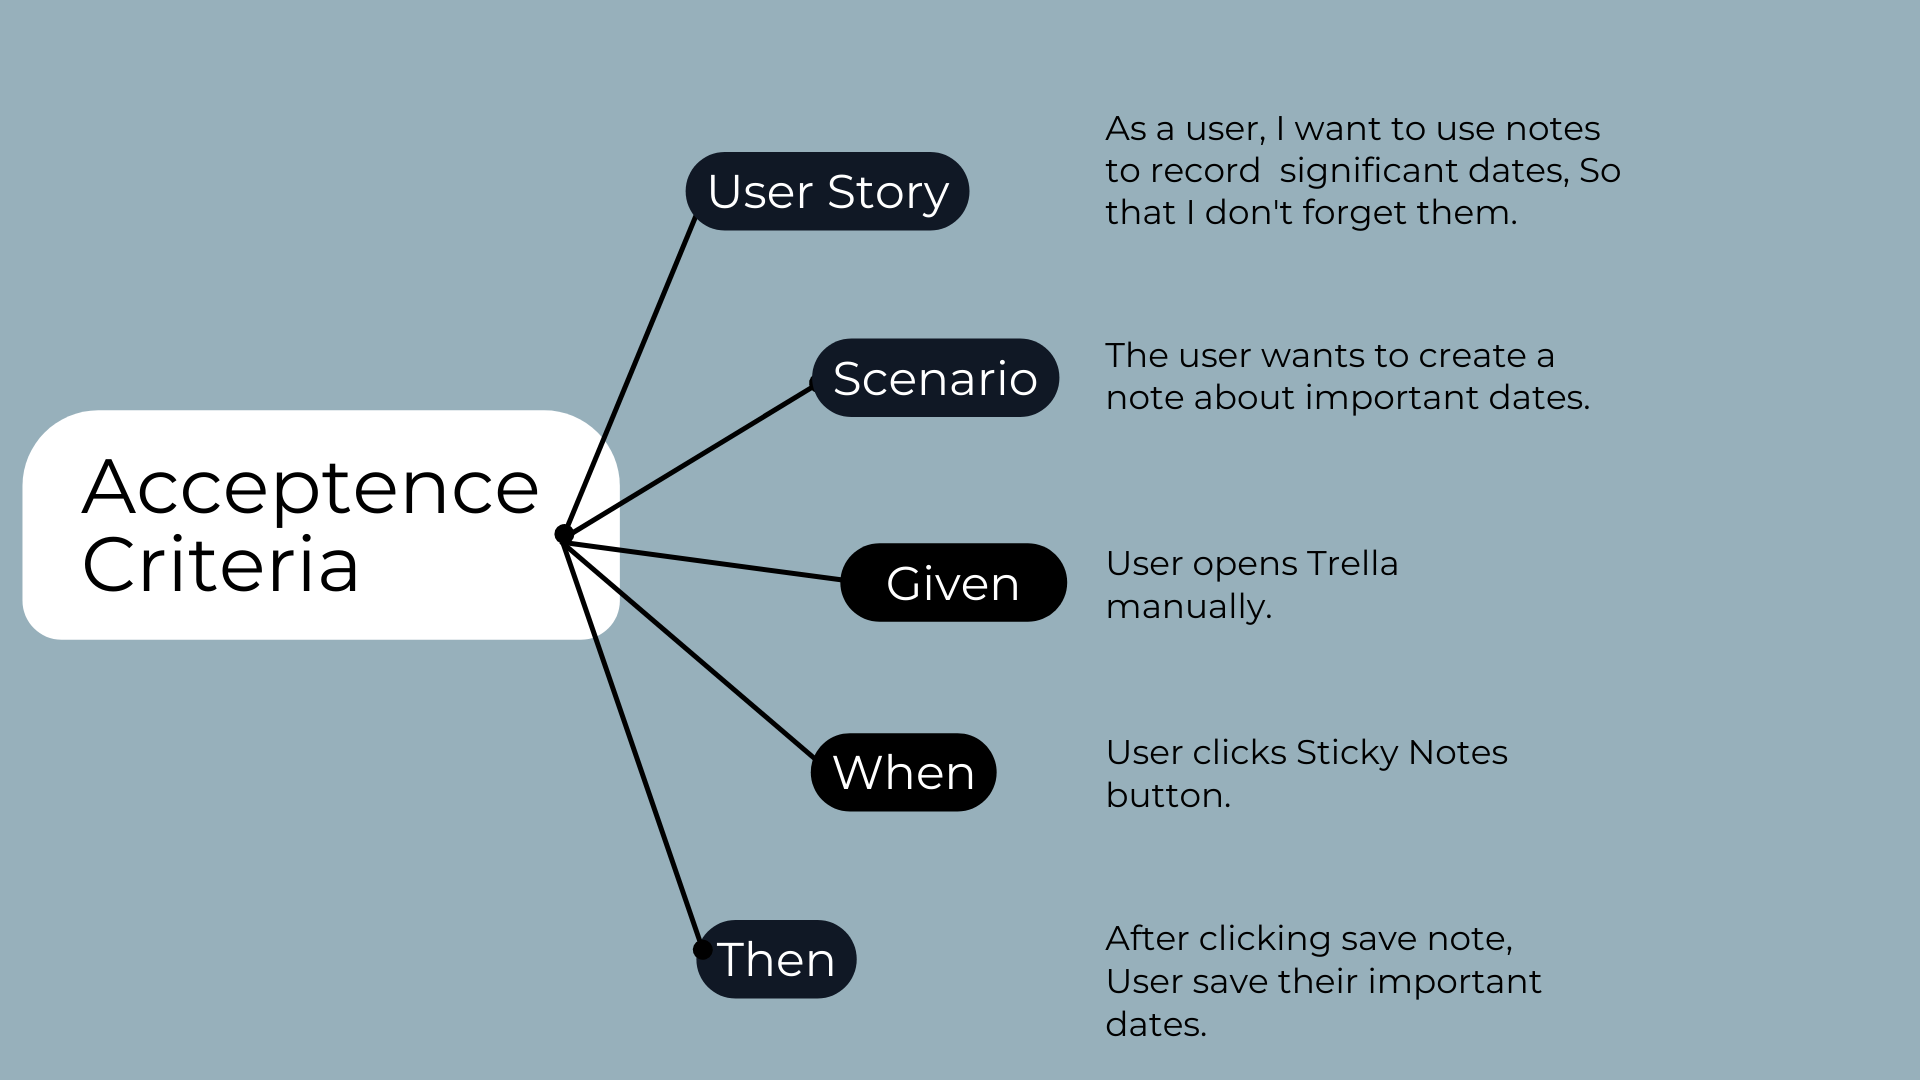 Acceptence
Criteria
User Story
As a user, I want to use notes
to record  significant dates, So
that I don't forget them.
Scenario
The user wants to create a
note about important dates.
Given
User opens Trella
manually.
When
User clicks Sticky Notes
button.
Then
After clicking save note,
User save their important
dates.